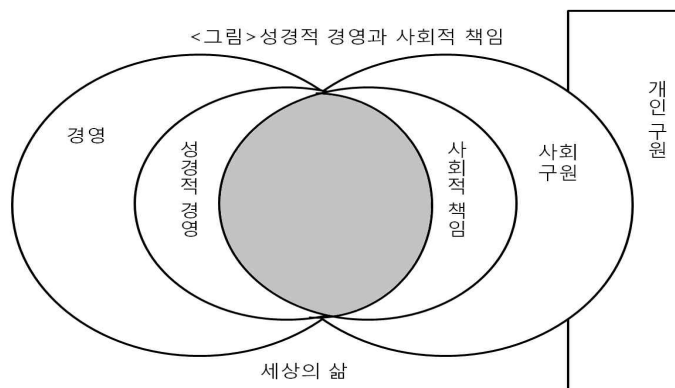 <그림>성경적 경영과 사회적 책임
경영
성경적 경영
사회적 책임
사회
구원
개인
구원
세상의 삶